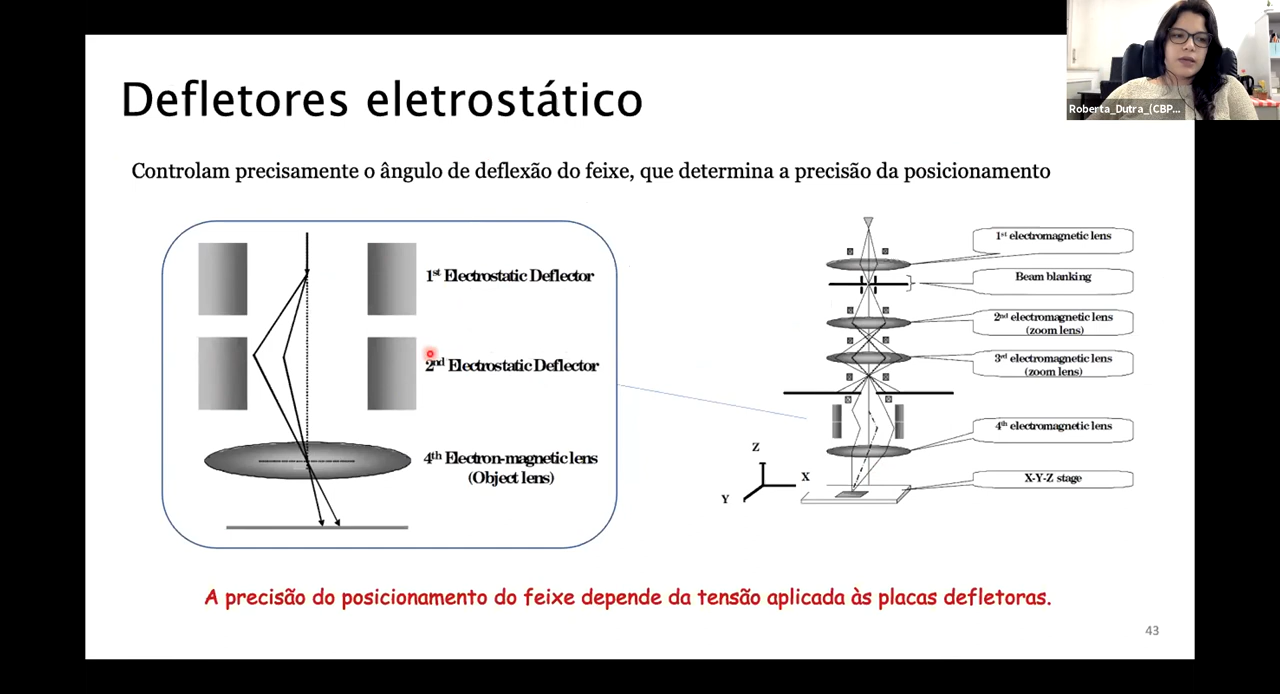 Roberta_Dutra_(CBP...
Defletores eletrostático
Controlam precisamente o ângulo de deflexão do feixe, que determina a precisão da posicionamento
1st Electrostatic Deflector
2nd Electrostatic Deflector
4th Electron-magnetic lens
(Object lens)
1st electromagnetic lens
Beam blanking
2nd electromagnetic lens
(zoom lens)
3rd electromagnetic lens
(zoom lens)
4th electromagnetic lens
X-Y-Z stage
Z
X
Y
A precisão do posicionamento do feixe depende da tensão aplicada às placas defletoras.
43